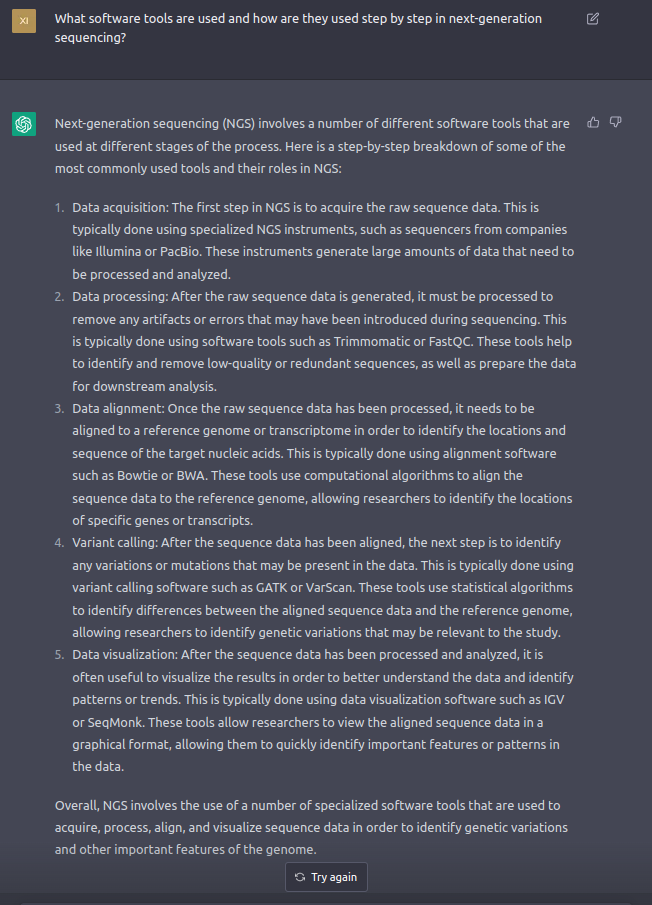 XI
What software tools are used and how are they used step by step in next-generation
sequencing?
Next-generation sequencing (NGS) involves a number of different software tools that are
used at different stages of the process. Here is a step-by-step breakdown of some of the
most commonly used tools and their roles in NGS:
1. Data acquisition: The first step in NGS is to acquire the raw sequence data. This is
typically done using specialized NGS instruments, such as sequencers from companies
like Illumina or PacBio. These instruments generate large amounts of data that need to
be processed and analyzed.
2. Data processing: After the raw sequence data is generated, it must be processed to
remove any artifacts or errors that may have been introduced during sequencing. This
is typically done using software tools such as Trimmomatic or FastQC. These tools help
to identify and remove low-quality or redundant sequences, as well as prepare the data
for downstream analysis.
3. Data alignment: Once the raw sequence data has been processed, it needs to be
aligned to a reference genome or transcriptome in order to identify the locations and
sequence of the target nucleic acids. This is typically done using alignment software
such as Bowtie or BWA. These tools use computational algorithms to align the
sequence data to the reference genome, allowing researchers to identify the locations
of specific genes or transcripts.
4. Variant calling: After the sequence data has been aligned, the next step is to identify
any variations or mutations that may be present in the data. This is typically done using
variant calling software such as GATK or VarScan. These tools use statistical algorithms
to identify differences between the aligned sequence data and the reference genome,
allowing researchers to identify genetic variations that may be relevant to the study.
5. Data visualization: After the sequence data has been processed and analyzed, it is
often useful to visualize the results in order to better understand the data and identify
patterns or trends. This is typically done using data visualization software such as IGV
or SeqMonk. These tools allow researchers to view the aligned sequence data in a
graphical format, allowing them to quickly identify important features or patterns in
the data.
Overall, NGS involves the use of a number of specialized software tools that are used to
acquire, process, align, and visualize sequence data in order to identify genetic variations
and other important features of the genome.
Try again